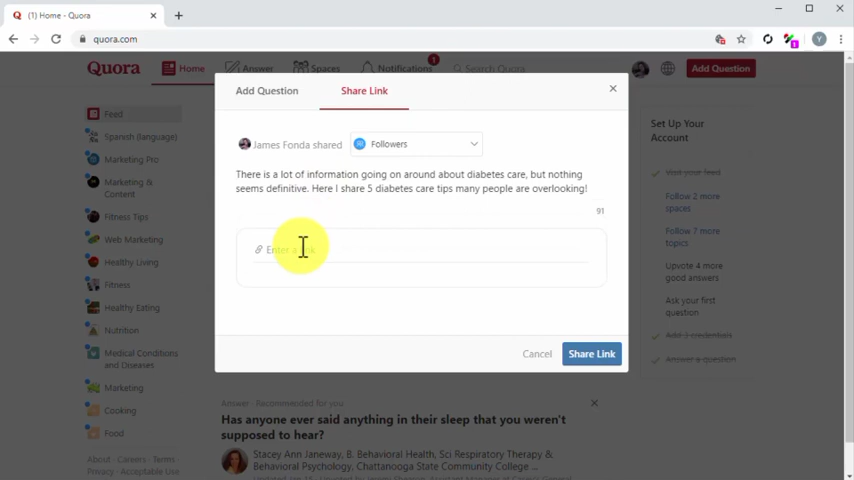 (1) Home - Quora
quora.com
Y
1
Quora
Home
Answer
Spaces
Notifications
1
Search Quora
Add Question
Add Question
Share Link
James Fonda shared
Followers
There is a lot of information going on around about diabetes care, but nothing
seems definitive. Here I share 5 diabetes care tips many people are overlooking!
91
Enter a link
Cancel
Share Link
Feed
Spanish (language)
Marketing Pro
Marketing &
Content
Fitness Tips
Web Marketing
Healthy Living
Fitness
Healthy Eating
Nutrition
Medical Conditions
and Diseases
Marketing
Cooking
Food
About · Careers · Terms ·
Privacy · Acceptable Use
Set Up Your
Account
Visit your feed
Follow 2 more
spaces
Follow 7 more
topics
Upvote 4 more
good answers
Ask your first
question
Add 3 credentials
Answer a question
Answer · Recommended for you
Has anyone ever said anything in their sleep that you weren't
supposed to hear?
Stacey Ann Janeway, B. Behavioral Health, Sci Respiratory Therapy &
Behavioral Psychology, Chattanooga State Community College ...